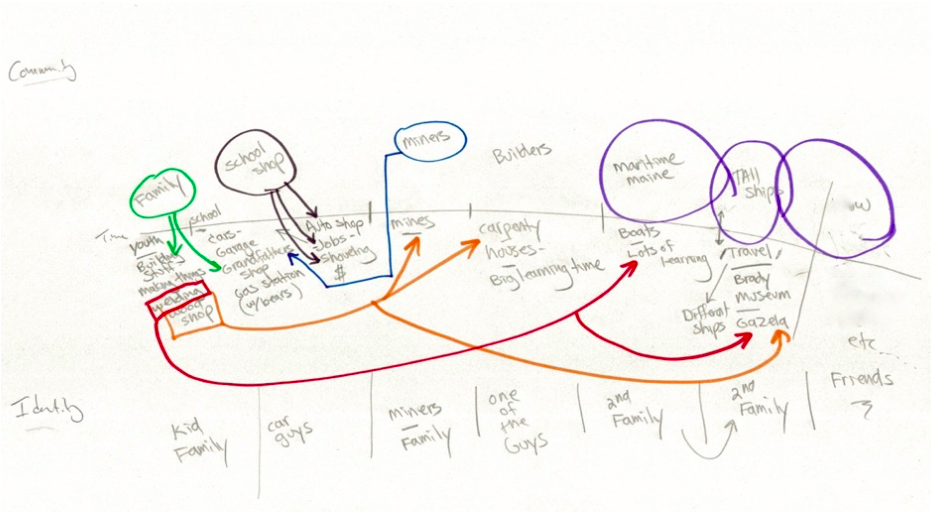 Community
Family
school
shop
miners
Builders
maritime
maine
TAll
ships
Time
youth
Building
stuff
making things
welding
wood
shop
school
cars-
Garage
Grandfathers
shop
Gas station
(w/bears)
Auto shop
Jobs-
shoveling
$
mines
carpenty
houses-
Big learning time
Boats
Lots of
learning
Travel
Brady
museum
Gazela
Different
ships
etc
Identity
Kid
Family
car
guys
miners
Family
one
of
the
Guys
2nd
Family
2nd
Family
Friends
?